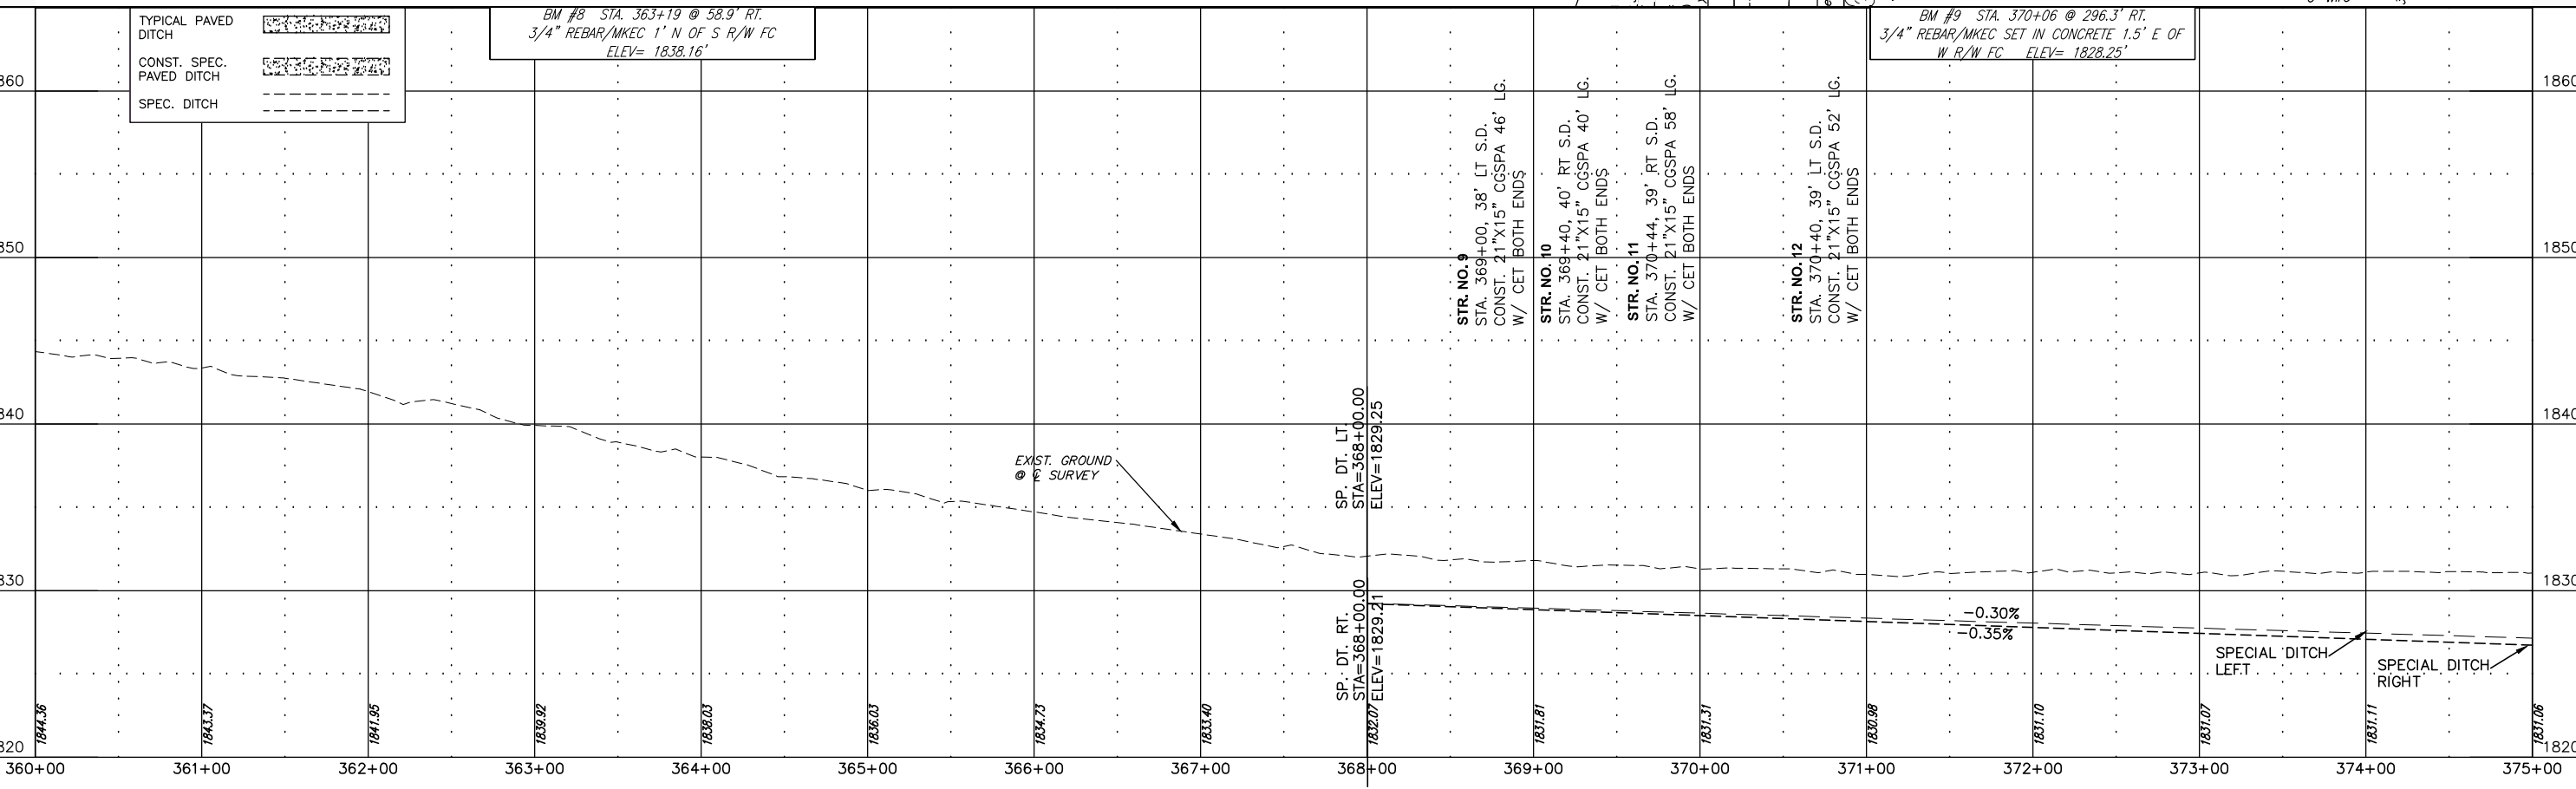 TYPICAL PAVED
DITCH
CONST. SPEC.
PAVED DITCH
SPEC. DITCH
BM #8 STA. 363+19 @ 58.9' RT.
3/4" REBAR/MKEC 1' N OF S R/W FC
ELEV= 1838.16'
BM #9 STA. 370+06 @ 296.3' RT.
3/4" REBAR/MKEC SET IN CONCRETE 1.5' E OF
W R/W FC ELEV= 1828.25'
860
850
840
830
820
1860
1850
1840
1830
1820
STR. NO. 9
STA. 369+00, 38' LT S.D.
CONST. 21"X15" CGSPA 46' LG.
W/ CET BOTH ENDS
STR. NO. 10
STA. 369+40, 40' RT S.D.
CONST. 21"X15" CGSPA 40' LG.
W/ CET BOTH ENDS
STR. NO. 11
STA. 370+44, 39' RT S.D.
CONST. 21"X15" CGSPA 58' LG.
W/ CET BOTH ENDS
STR. NO. 12
STA. 370+40, 39' LT S.D.
CONST. 21"X15" CGSPA 52' LG.
W/ CET BOTH ENDS
EXIST. GROUND
@ ℄ SURVEY
SP. DT. LT.
STA=368+00.00
ELEV=1829.25
SP. DT. RT.
STA=368+00.00
ELEV=1829.21
-0.30%
-0.35%
SPECIAL DITCH
LEFT
SPECIAL DITCH
RIGHT
1844.36
1843.37
1841.95
1839.92
1838.03
1836.03
1834.73
1833.40
1832.07
1831.81
1831.31
1830.98
1831.10
1831.07
1831.11
1831.06
360+00
361+00
362+00
363+00
364+00
365+00
366+00
367+00
368+00
369+00
370+00
371+00
372+00
373+00
374+00
375+00